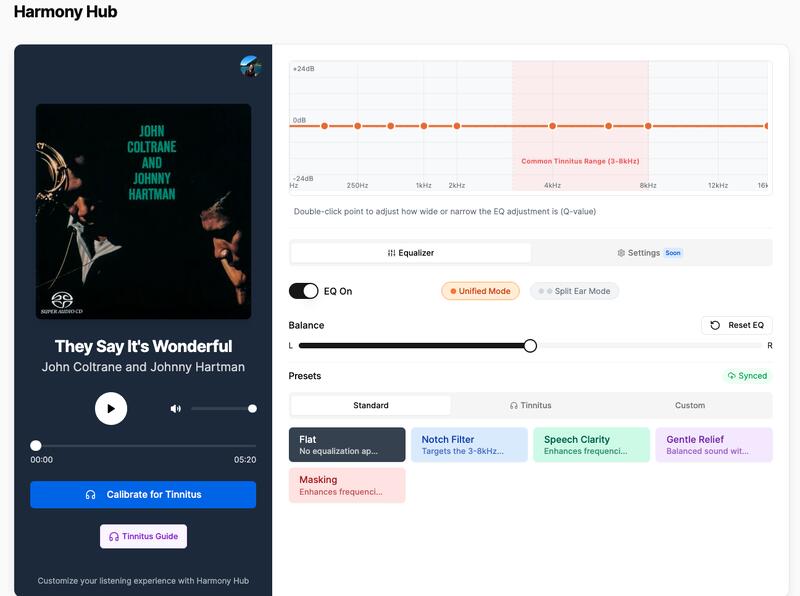 Harmony Hub
JOHN
COLTRANE
AND
JOHNNY
HARTMAN
SUPER AUDIO CD
They Say It's Wonderful
John Coltrane and Johnny Hartman
00:00
05:20
Calibrate for Tinnitus
Tinnitus Guide
Customize your listening experience with Harmony Hub
+24dB
0dB
Common Tinnitus Range (3-8kHz)
-24dB
Hz 250Hz 1kHz 2kHz 4kHz 8kHz 12kHz 16k
Double-click point to adjust how wide or narrow the EQ adjustment is (Q-value)
Equalizer
Settings Soon
EQ On
Unified Mode
Split Ear Mode
Balance
Reset EQ
L
R
Presets
Synced
Standard
Tinnitus
Custom
Flat
No equalization ap...
Notch Filter
Targets the 3-8kHz...
Speech Clarity
Enhances frequenci...
Gentle Relief
Balanced sound wit...
Masking
Enhances frequenci...